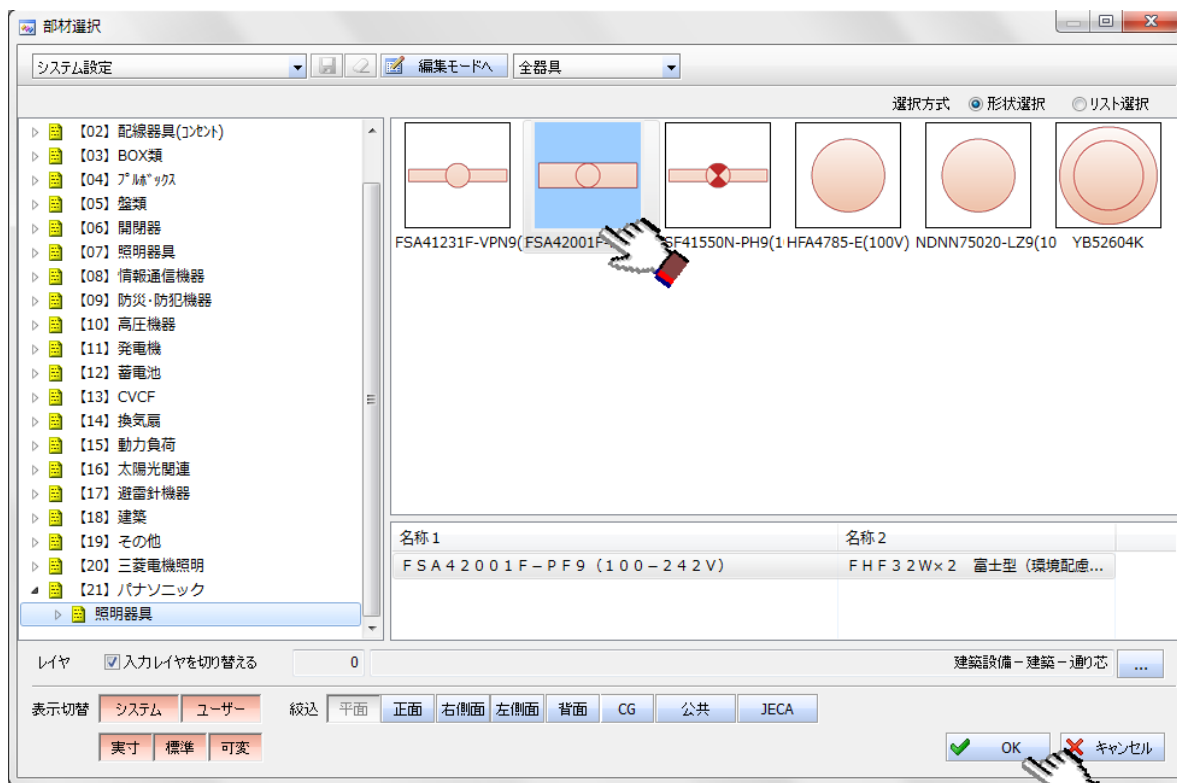 部材選択
システム設定 編集モードへ 全器具
選択方式 形状選択 リスト選択
【02】配線器具(ｺﾝｾﾝﾄ)
【03】BOX類
【04】ﾌﾟﾙﾎﾞｯｸｽ
【05】盤類
【06】開閉器
【07】照明器具
【08】情報通信機器
【09】防災･防犯機器
【10】高圧機器
【11】発電機
【12】蓄電池
【13】CVCF
【14】換気扇
【15】動力負荷
【16】太陽光関連
【17】避雷針機器
【18】建築
【19】その他
【20】三菱電機照明
【21】パナソニック
照明器具
FSA41231F-VPN9( FSA42001F- SF41550N-PH9(1 HFA4785-E(100V) NDNN75020-LZ9(10 YB52604K
名称1 名称2
ＦＳＡ４２００１Ｆ－ＰＦ９（１００－２４２Ｖ） ＦＨＦ３２Ｗ×２　富士型（環境配慮...
レイヤ 入力レイヤを切り替える 0 建築設備－建築－通り芯 ...
表示切替 システム ユーザー 絞込 平面 正面 右側面 左側面 背面 CG 公共 JECA
実寸 標準 可変
OK キャンセル